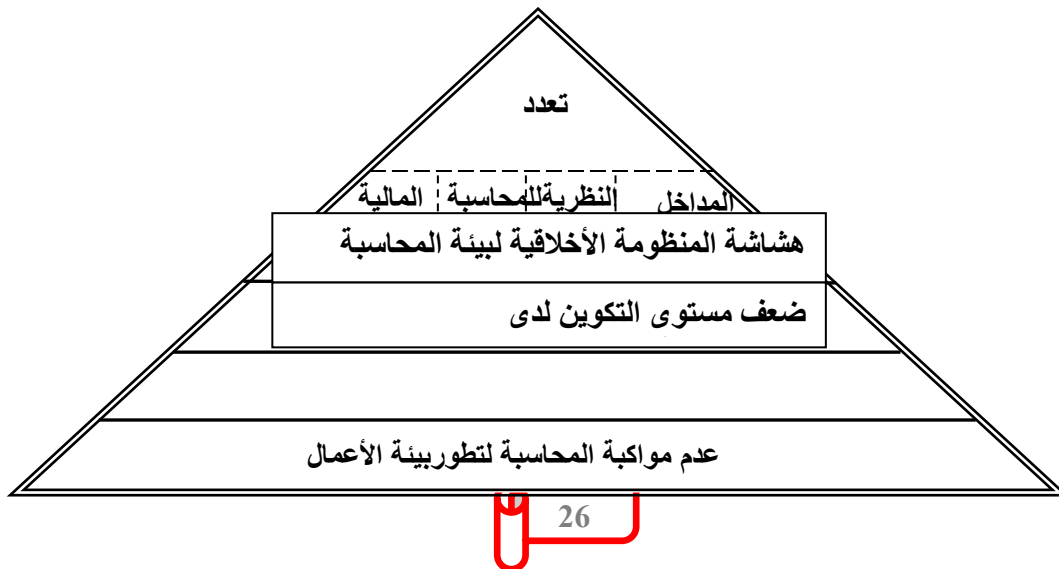 تعدد
المداخل النظرية للمحاسبة المالية
هشاشة المنظومة الأخلاقية لبيئة المحاسبة
ضعف مستوى التكوين لدى
عدم مواكبة المحاسبة لتطوربيئة الأعمال
26